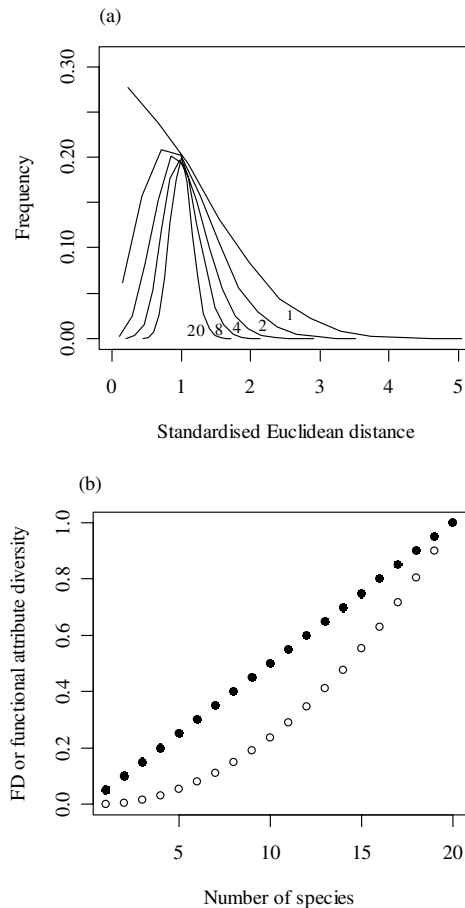 (a)
0.30
0.20
0.10
0.00
Frequency
20 8 4 2 1
0 1 2 3 4 5
Standardised Euclidean distance
(b)
1.0
0.8
0.6
0.4
0.2
0.0
FD or functional attribute diversity
5 10 15 20
Number of species